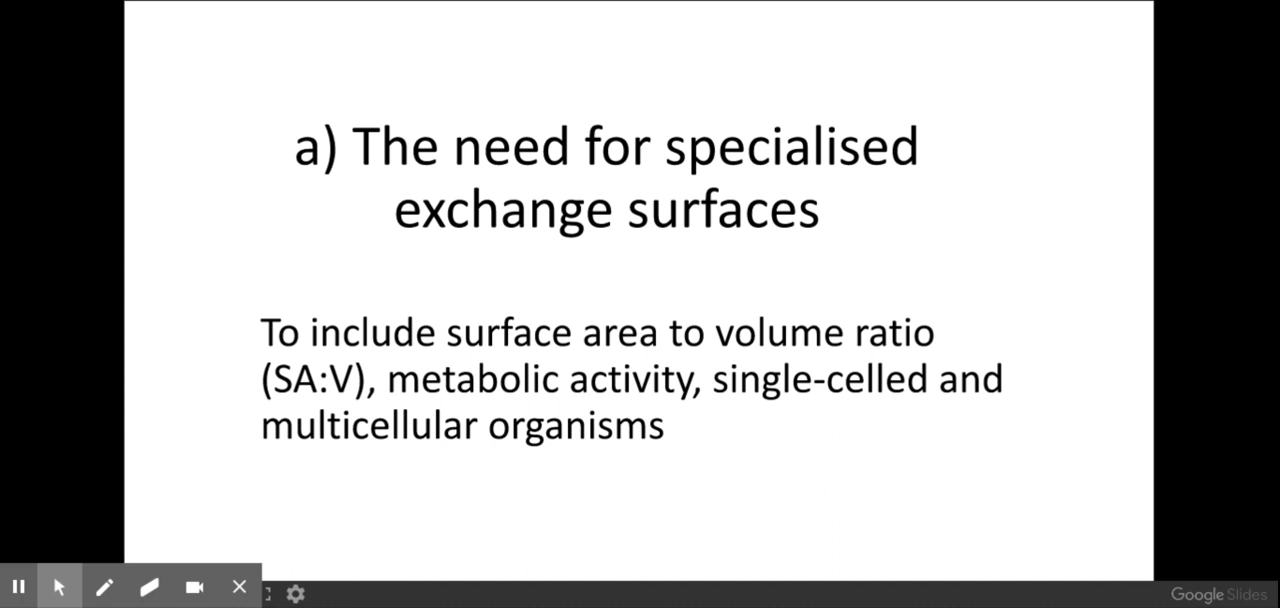 a) The need for specialised
exchange surfaces
To include surface area to volume ratio
(SA:V), metabolic activity, single-celled and
multicellular organisms
Google Slides